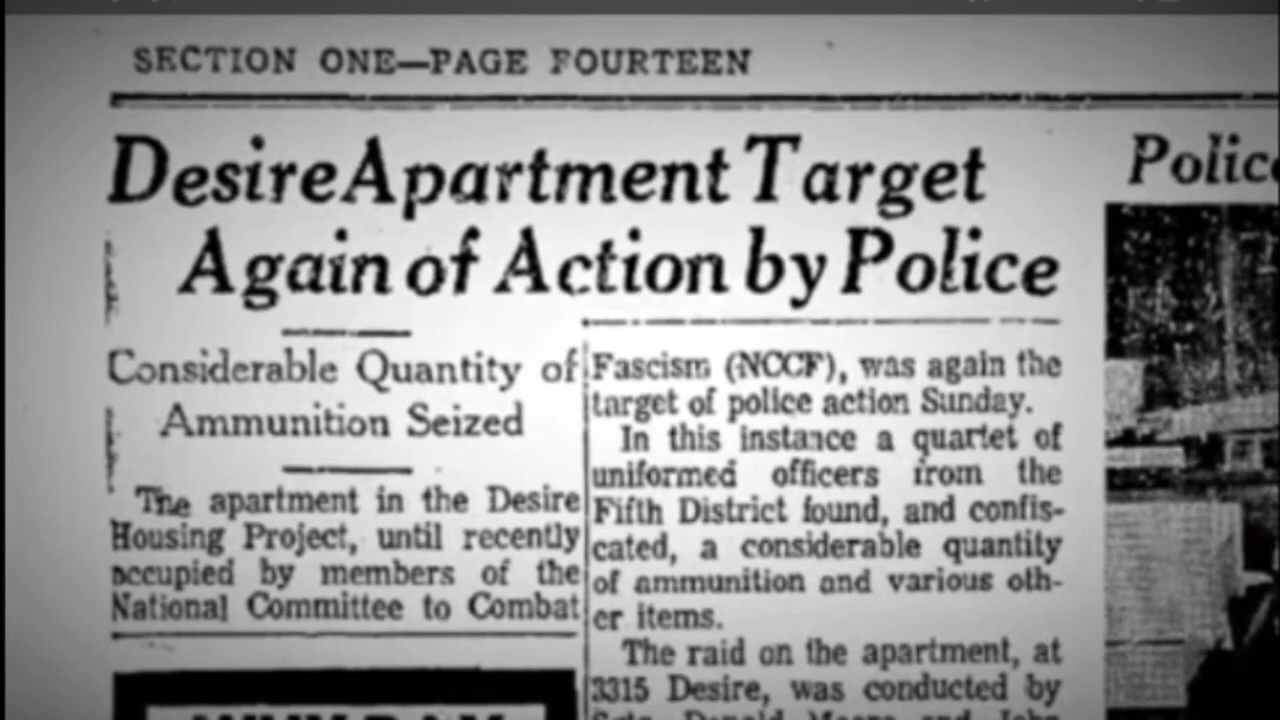 SECTION ONE—PAGE FOURTEEN
Desire Apartment Target
Again of Action by Police
Considerable Quantity of
Ammunition Seized
The apartment in the Desire
Housing Project, until recently
occupied by members of the
National Committee to Combat
Fascism (NCCF), was again the
target of police action Sunday.
In this instance a quartet of
uniformed officers from the
Fifth District found, and confis-
cated, a considerable quantity
of ammunition and various oth-
er items.
The raid on the apartment, at
3315 Desire, was conducted by
Polic